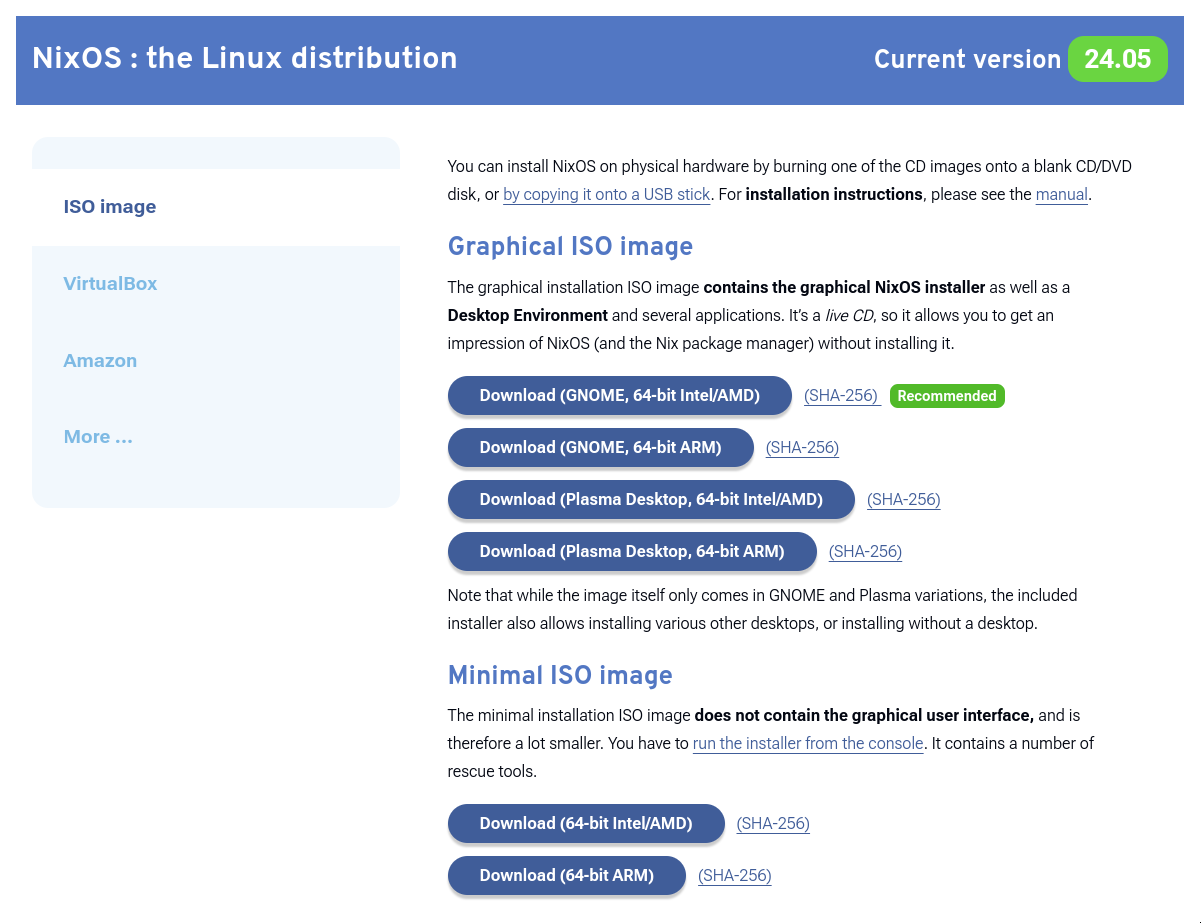 NixOS : the Linux distribution
Current version 24.05
ISO image
VirtualBox
Amazon
More ...
You can install NixOS on physical hardware by burning one of the CD images onto a blank CD/DVD
disk, or by copying it onto a USB stick. For installation instructions, please see the manual.
Graphical ISO image
The graphical installation ISO image contains the graphical NixOS installer as well as a
Desktop Environment and several applications. It’s a live CD, so it allows you to get an
impression of NixOS (and the Nix package manager) without installing it.
Download (GNOME, 64-bit Intel/AMD) (SHA-256) Recommended
Download (GNOME, 64-bit ARM) (SHA-256)
Download (Plasma Desktop, 64-bit Intel/AMD) (SHA-256)
Download (Plasma Desktop, 64-bit ARM) (SHA-256)
Note that while the image itself only comes in GNOME and Plasma variations, the included
installer also allows installing various other desktops, or installing without a desktop.
Minimal ISO image
The minimal installation ISO image does not contain the graphical user interface, and is
therefore a lot smaller. You have to run the installer from the console. It contains a number of
rescue tools.
Download (64-bit Intel/AMD) (SHA-256)
Download (64-bit ARM) (SHA-256)